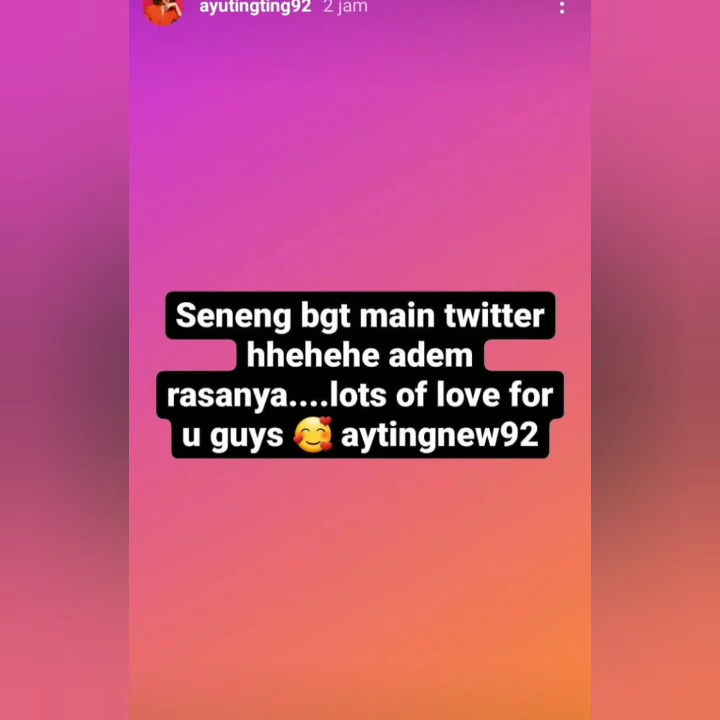 ayutingting92 2 jam
Seneng bgt main twitter
hhehehe adem
rasanya....lots of love for
u guys 🥰 aytingnew92